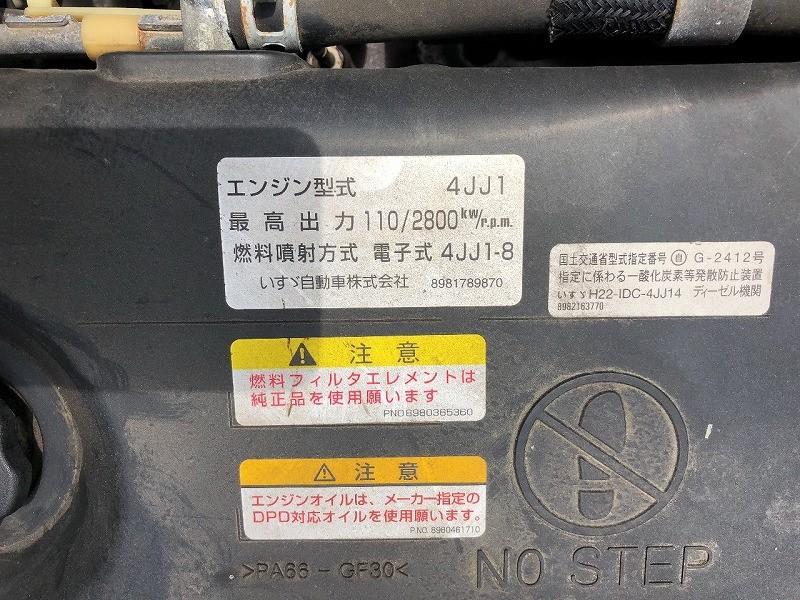 エンジン型式 4JJ1
最高出力 110/2800kW/r.p.m.
燃料噴射方式 電子式 4JJ1-8
いすゞ自動車株式会社 8981789870
国土交通省型式指定番号 自 G-2412号
指定に係わる一酸化炭素等発散防止装置
いすゞH22-IDC-4JJ14 ディーゼル機関
8982163770
注意
燃料フィルタエレメントは
純正品を使用願います
PNO8980365360
注意
エンジンオイルは、メーカー指定の
DPD対応オイルを使用願います。
P.NO. 8980461710
>PA66-GF30<
NO STEP